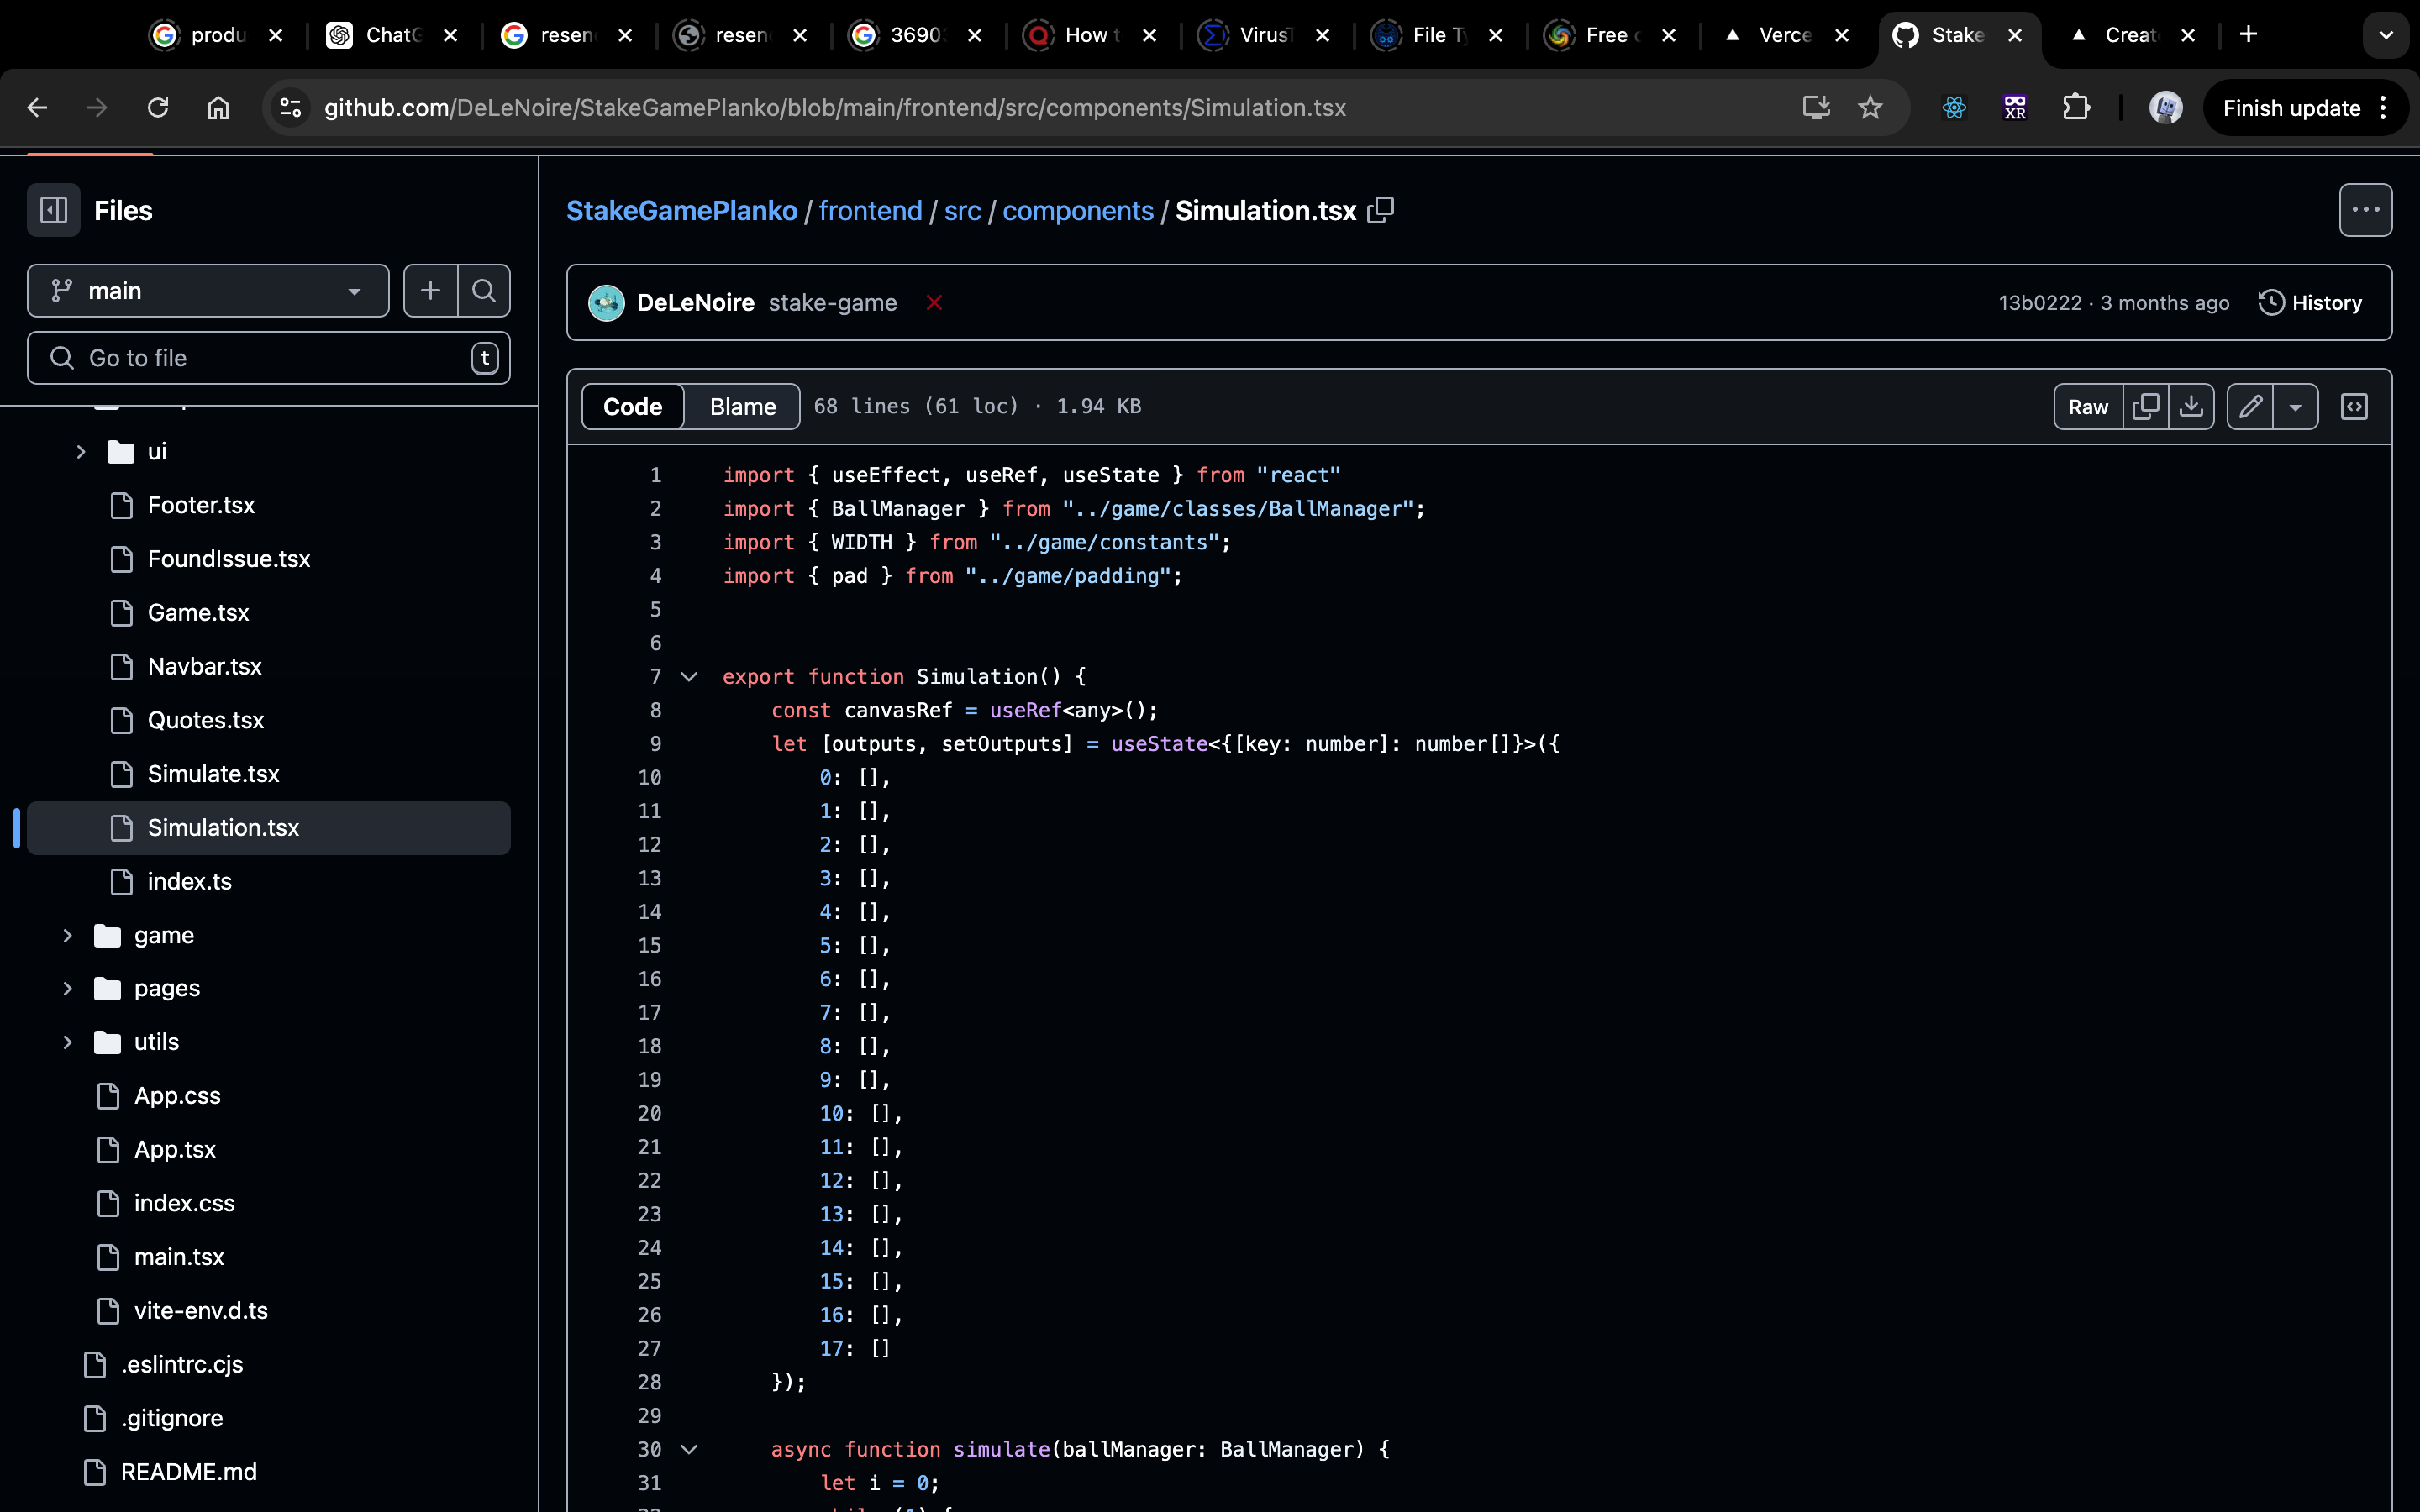 produ
ChatG
resen
resen
3690
How t
VirusT
File Ty
Free
Verce
Stake
Creat
github.com/DeLeNoire/StakeGamePlanko/blob/main/frontend/src/components/Simulation.tsx
XR
Finish update
Files
main
Go to file
t
ui
Footer.tsx
FoundIssue.tsx
Game.tsx
Navbar.tsx
Quotes.tsx
Simulate.tsx
Simulation.tsx
index.ts
game
pages
utils
App.css
App.tsx
index.css
main.tsx
vite-env.d.ts
.eslintrc.cjs
.gitignore
README.md
StakeGamePlanko / frontend / src / components / Simulation.tsx
DeLeNoire stake-game
13b0222 · 3 months ago
History
Code Blame 68 lines (61 loc) · 1.94 KB
Raw
1 import { useEffect, useRef, useState } from "react"
2 import { BallManager } from "../game/classes/BallManager";
3 import { WIDTH } from "../game/constants";
4 import { pad } from "../game/padding";
5
6
7 export function Simulation() {
8 const canvasRef = useRef<any>();
9 let [outputs, setOutputs] = useState<{[key: number]: number[]}>({
10 0: [],
11 1: [],
12 2: [],
13 3: [],
14 4: [],
15 5: [],
16 6: [],
17 7: [],
18 8: [],
19 9: [],
20 10: [],
21 11: [],
22 12: [],
23 13: [],
24 14: [],
25 15: [],
26 16: [],
27 17: []
28 });
29
30 async function simulate(ballManager: BallManager) {
31 let i = 0;